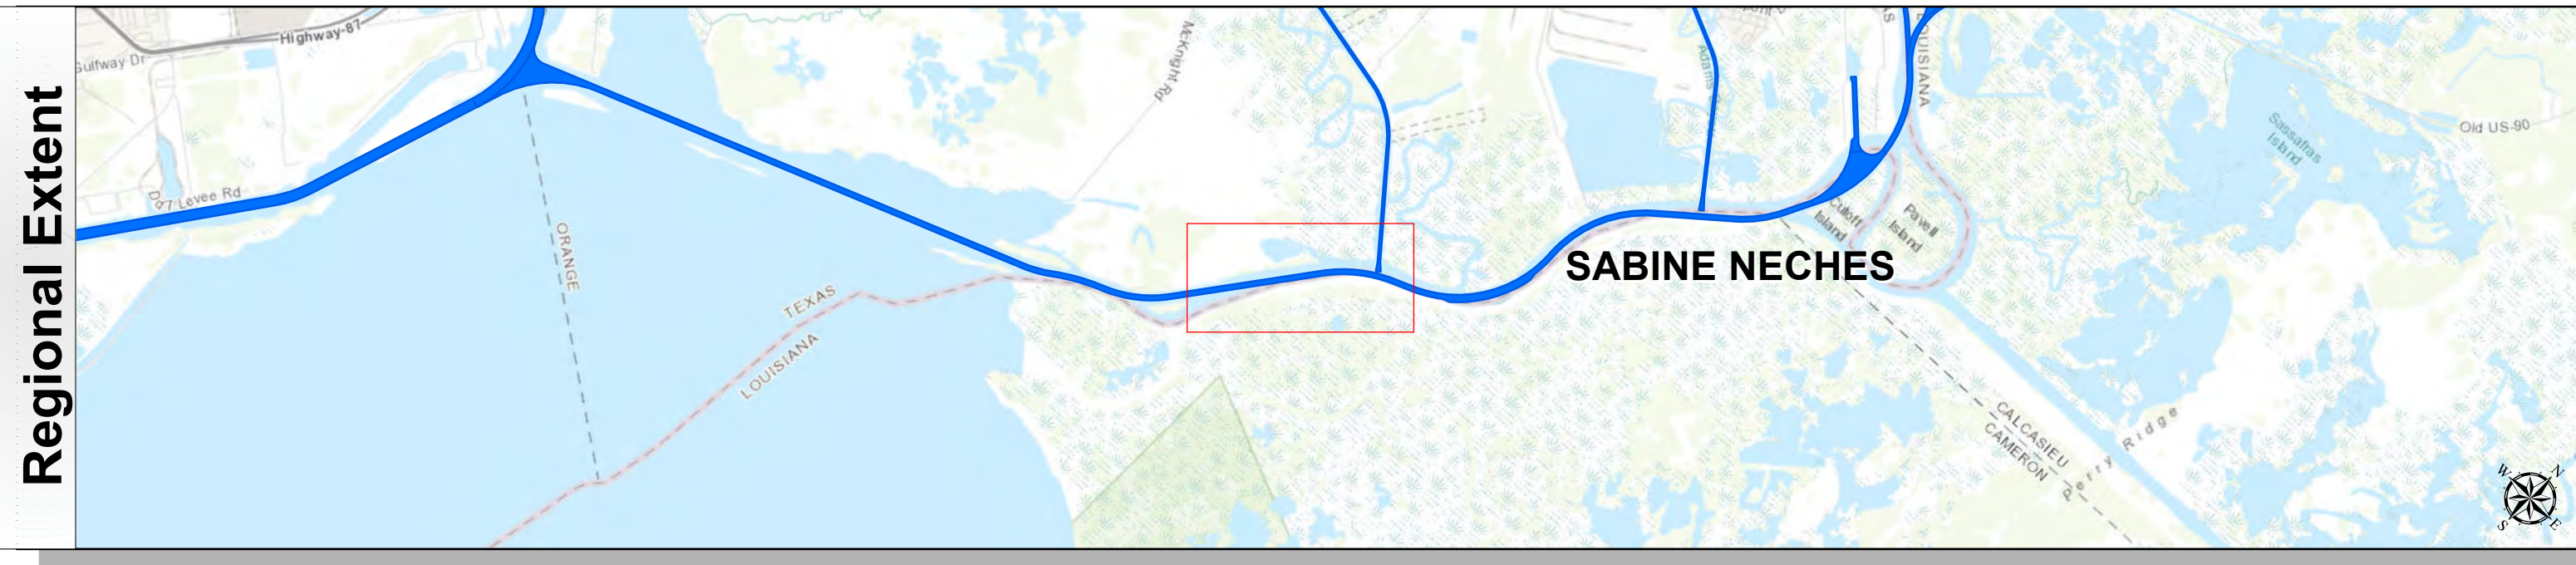 Regional Extent
Highway-87
Gulfway Dr
McKnight Rd
LOUISIANA
Old US-90
Sassafras
Island
Levee Rd
Cutoff
Island
Pavell
Island
ORANGE
SABINE NECHES
TEXAS
LOUISIANA
CALCASIEU
CAMERON
Perry Ridge
W
N
S
E